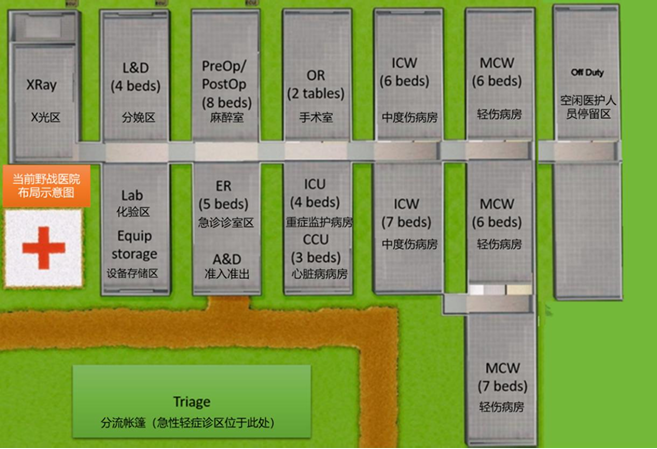 XRay
X光区
L&D
(4 beds)
分娩区
PreOp/
PostOp
(8 beds)
麻醉室
OR
(2 tables)
手术室
ICW
(6 beds)
中度伤病房
MCW
(6 beds)
轻伤病房
Off Duty
空闲医护人
员停留区
当前野战医院
布局示意图
Lab
化验区
Equip
storage
设备存储区
ER
(5 beds)
急诊诊室区
A&D
准入准出
ICU
(4 beds)
重症监护病房
CCU
(3 beds)
心脏病病房
ICW
(7 beds)
中度伤病房
MCW
(6 beds)
轻伤病房
MCW
(7 beds)
轻伤病房
Triage
分流帐篷（急性轻症诊区位于此处）